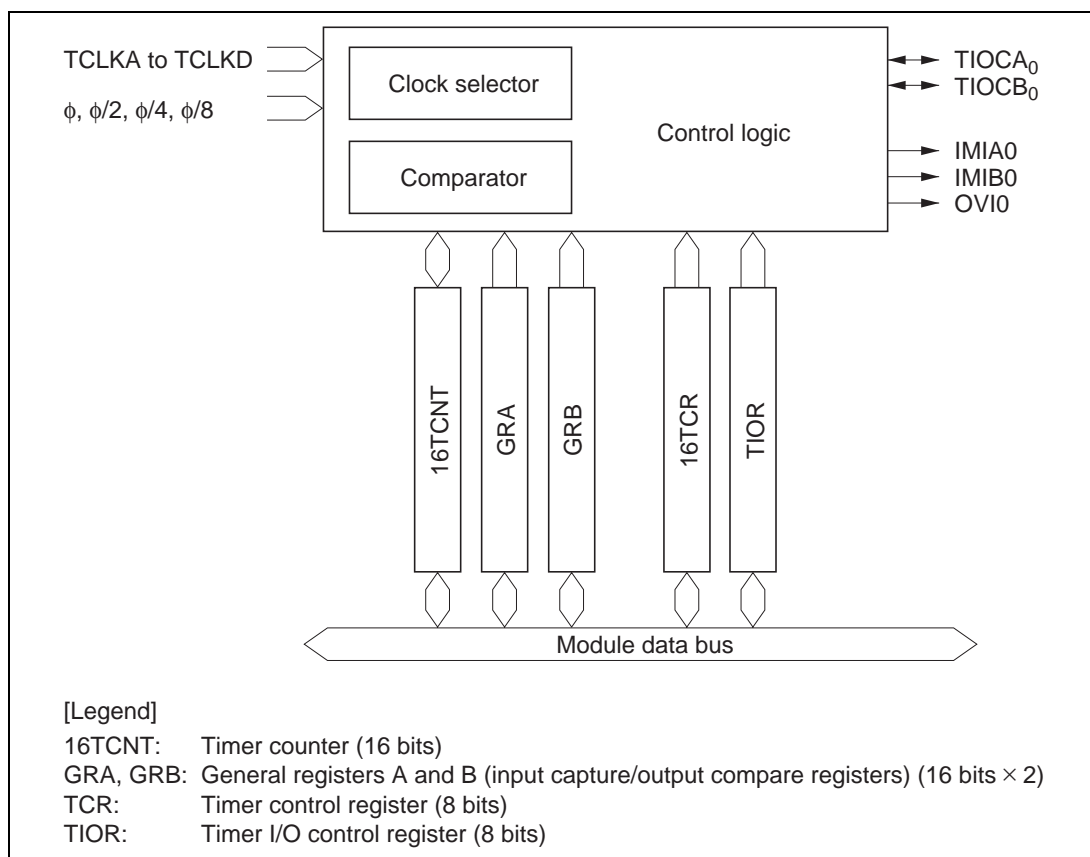 TCLKA to TCLKD
ϕ, ϕ/2, ϕ/4, ϕ/8
Clock selector
Comparator
Control logic
TIOCA0
TIOCB0
IMIA0
IMIB0
OVI0
16TCNT
GRA
GRB
16TCR
TIOR
Module data bus
[Legend]
16TCNT: Timer counter (16 bits)
GRA, GRB: General registers A and B (input capture/output compare registers) (16 bits × 2)
TCR: Timer control register (8 bits)
TIOR: Timer I/O control register (8 bits)